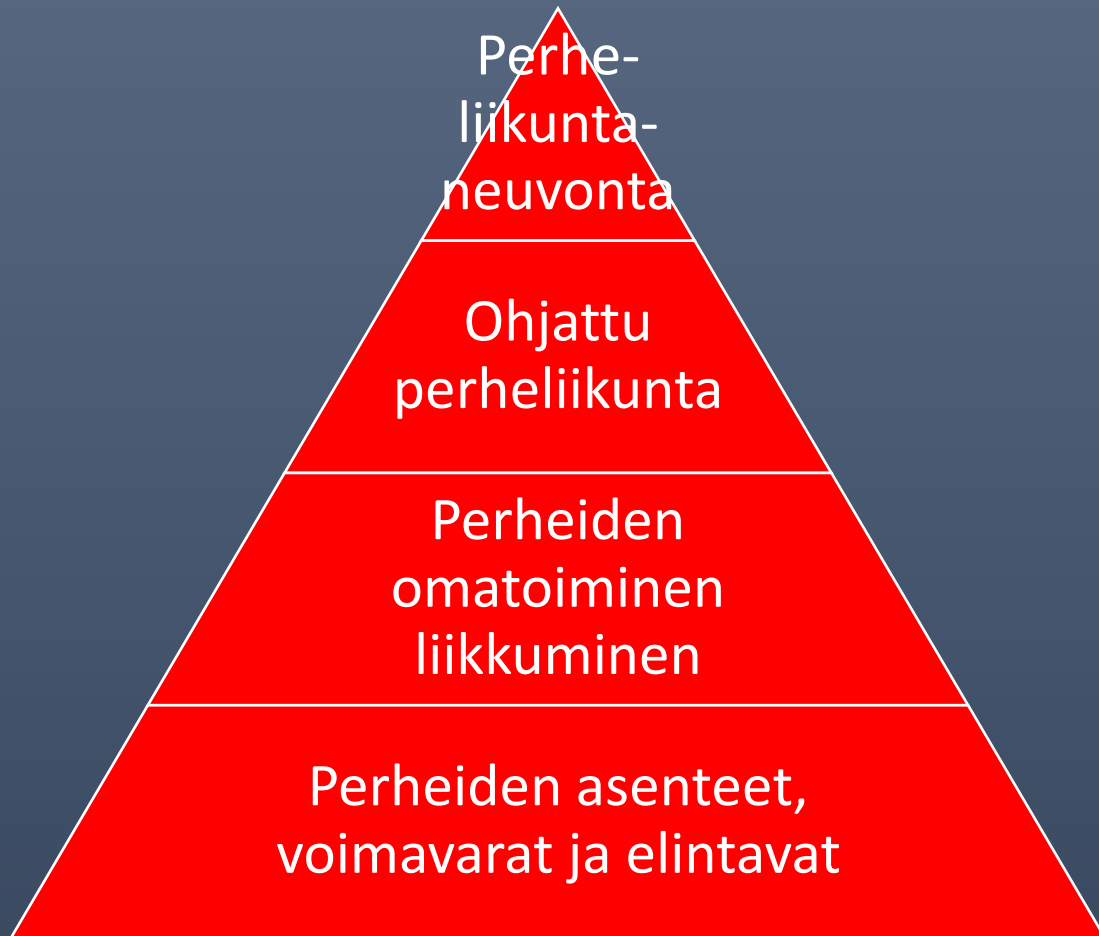 Perhe-
liikunta-
neuvonta
Ohjattu
perheliikunta
Perheiden
omatoiminen
liikkuminen
Perheiden asenteet,
voimavarat ja elintavat